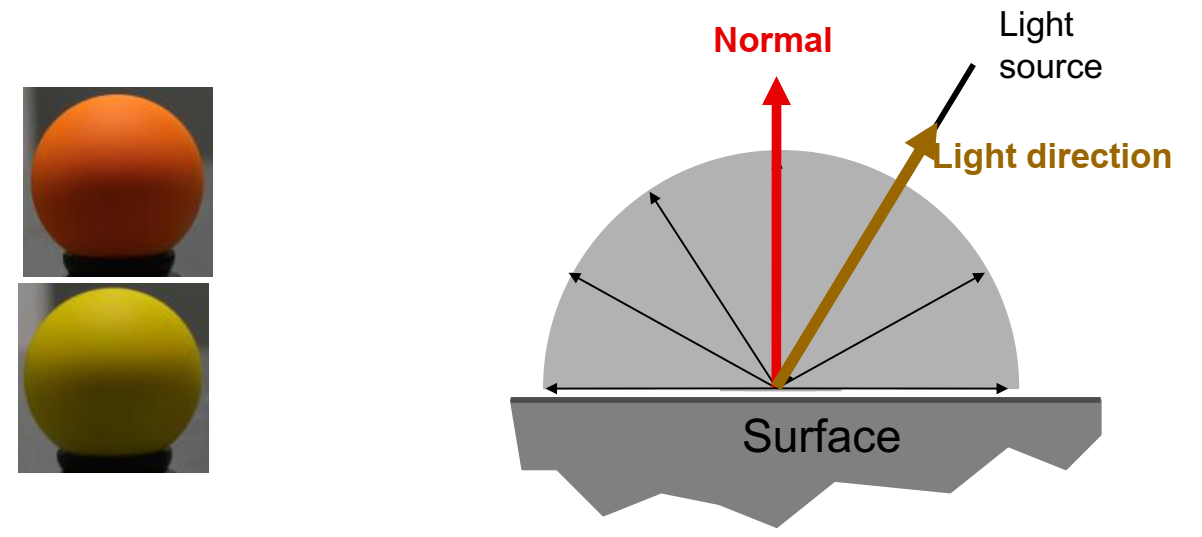 Normal
Light
source
Light direction
Surface